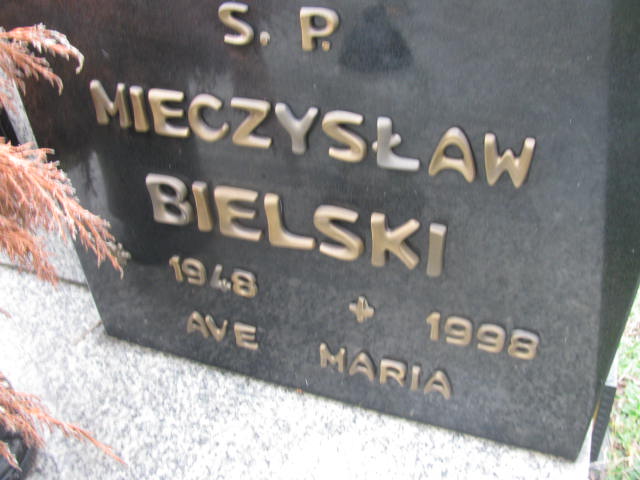 S. P.
MIECZYSŁAW
BIELSKI
1948 + 1998
AVE MARIA